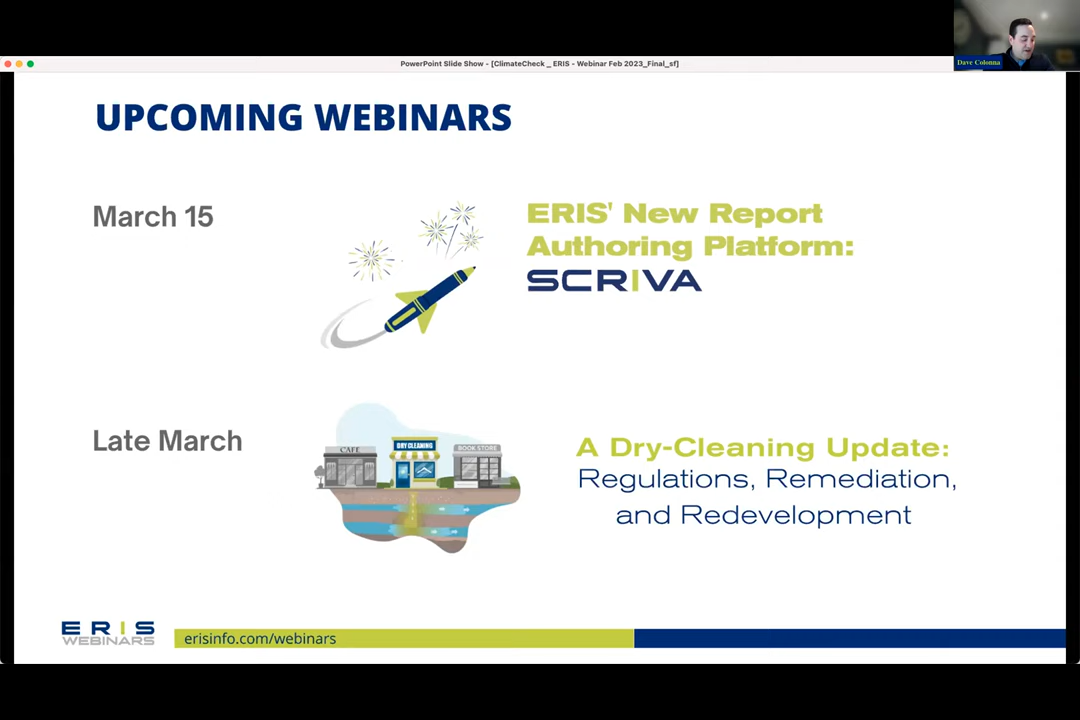 Dave Colonna
PowerPoint Slide Show - [ClimateCheck _ ERIS - Webinar Feb 2023_Final_sf]
UPCOMING WEBINARS
March 15
ERIS' New Report
Authoring Platform:
SCRIVA
Late March
CAFE
DRY CLEANING
BOOK STORE
A Dry-Cleaning Update:
Regulations, Remediation,
and Redevelopment
ERIS
WEBINARS
erisinfo.com/webinars